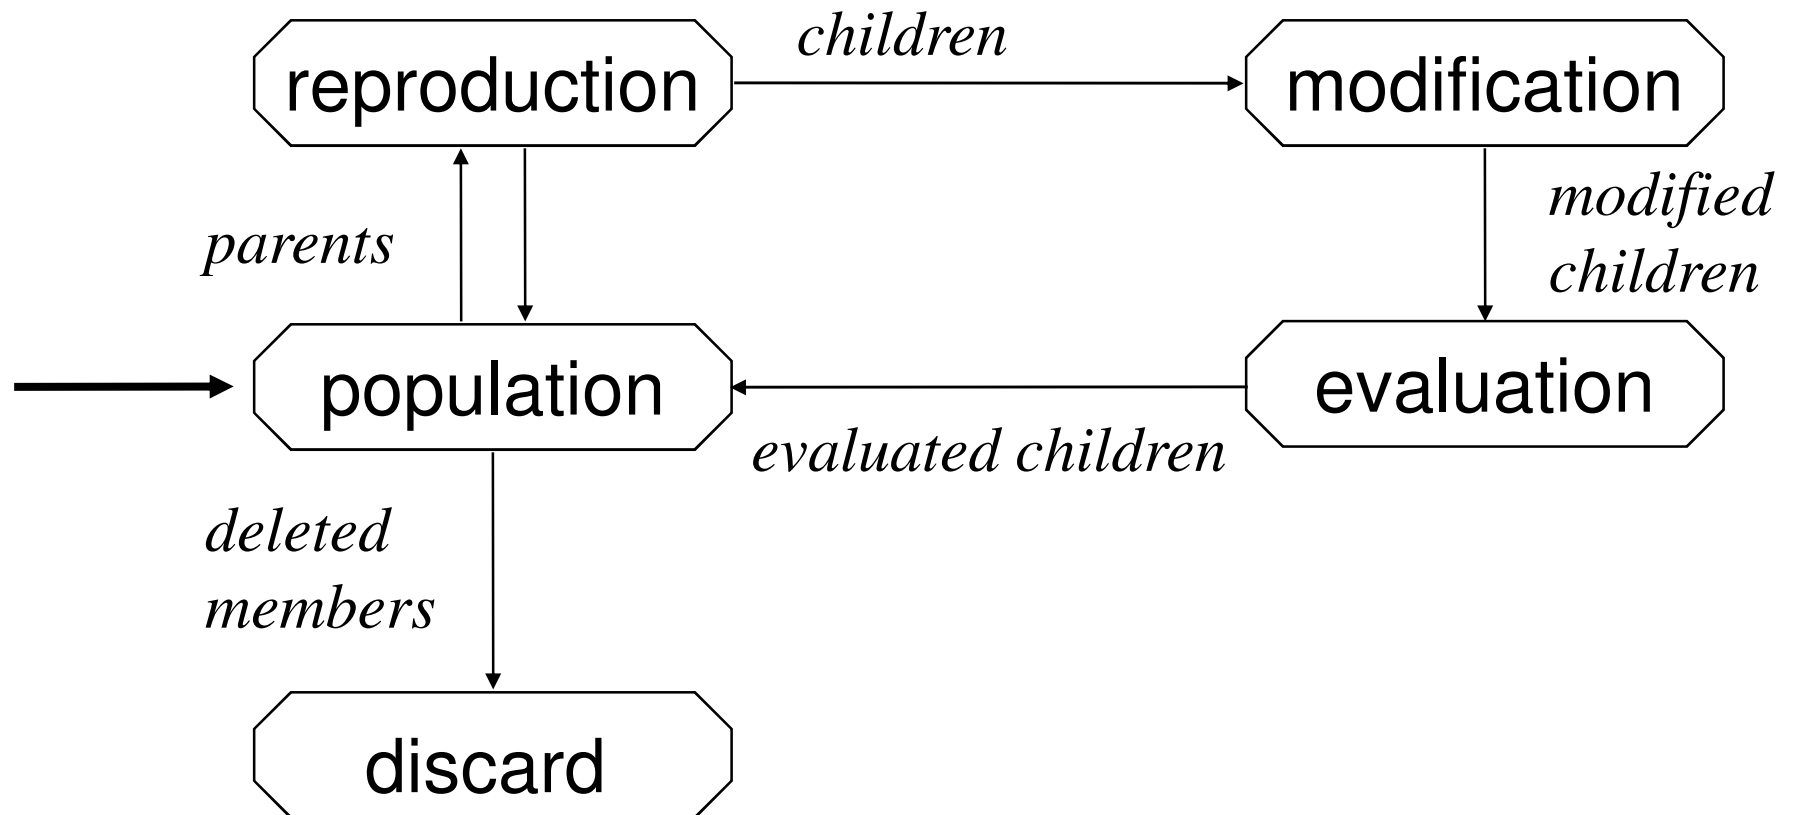 reproduction
children
modification
parents
modified
children
population
evaluation
evaluated children
deleted
members
discard